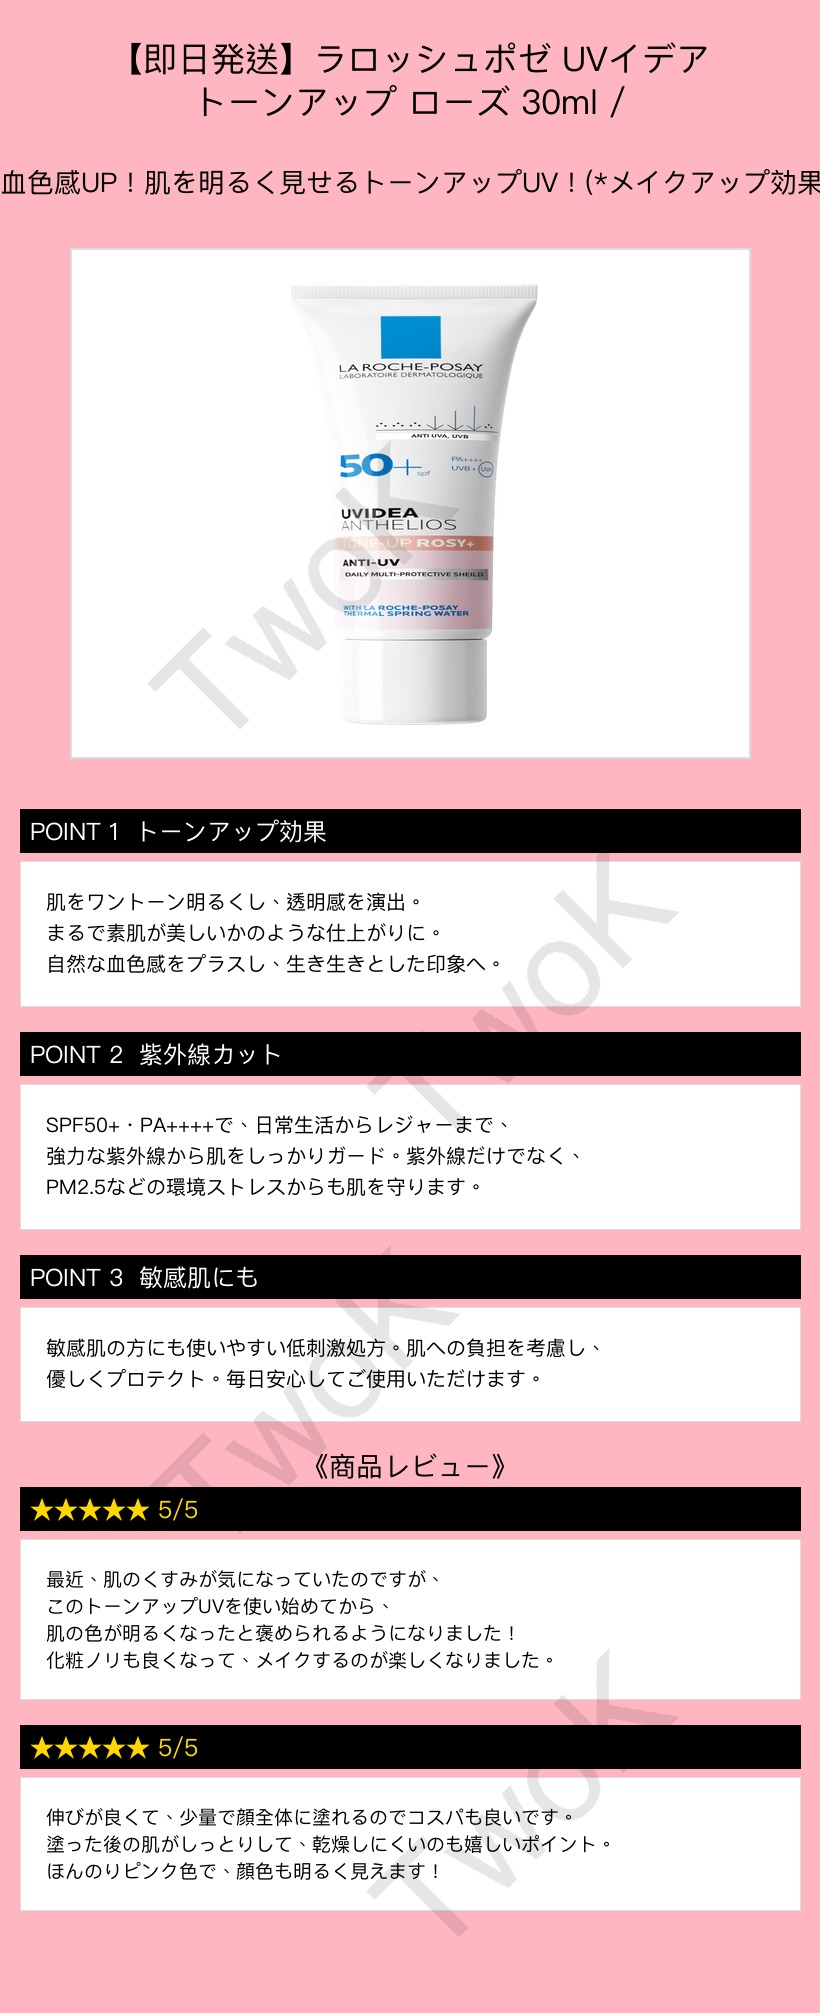 【即日発送】ラロッシュポゼ UVイデア
トーンアップ ローズ 30ml /
血色感UP！肌を明るく見せるトーンアップUV！(*メイクアップ効果
LA ROCHE-POSAY
LABORATOIRE DERMATOLOGIQUE
ANTI UVA, UVB
50+ spf
PA++++
UVB + UVA
UVIDEA
ANTHELIOS
TONE-UP ROSY+
ANTI-UV
DAILY MULTI-PROTECTIVE SHEILD
WITH LA ROCHE-POSAY
THERMAL SPRING WATER
TwoK
POINT 1 トーンアップ効果
肌をワントーン明るくし、透明感を演出。
まるで素肌が美しいかのような仕上がりに。
自然な血色感をプラスし、生き生きとした印象へ。
TwoK
POINT 2 紫外線カット
SPF50+・PA++++で、日常生活からレジャーまで、
強力な紫外線から肌をしっかりガード。紫外線だけでなく、
PM2.5などの環境ストレスからも肌を守ります。
POINT 3 敏感肌にも
敏感肌の方にも使いやすい低刺激処方。肌への負担を考慮し、
優しくプロテクト。毎日安心してご使用いただけます。
TwoK
《商品レビュー》
★★★★★ 5/5
最近、肌のくすみが気になっていたのですが、
このトーンアップUVを使い始めてから、
肌の色が明るくなったと褒められるようになりました！
化粧ノリも良くなって、メイクするのが楽しくなりました。
★★★★★ 5/5
伸びが良くて、少量で顔全体に塗れるのでコスパも良いです。
塗った後の肌がしっとりして、乾燥しにくいのも嬉しいポイント。
ほんのりピンク色で、顔色も明るく見えます！
TwoK